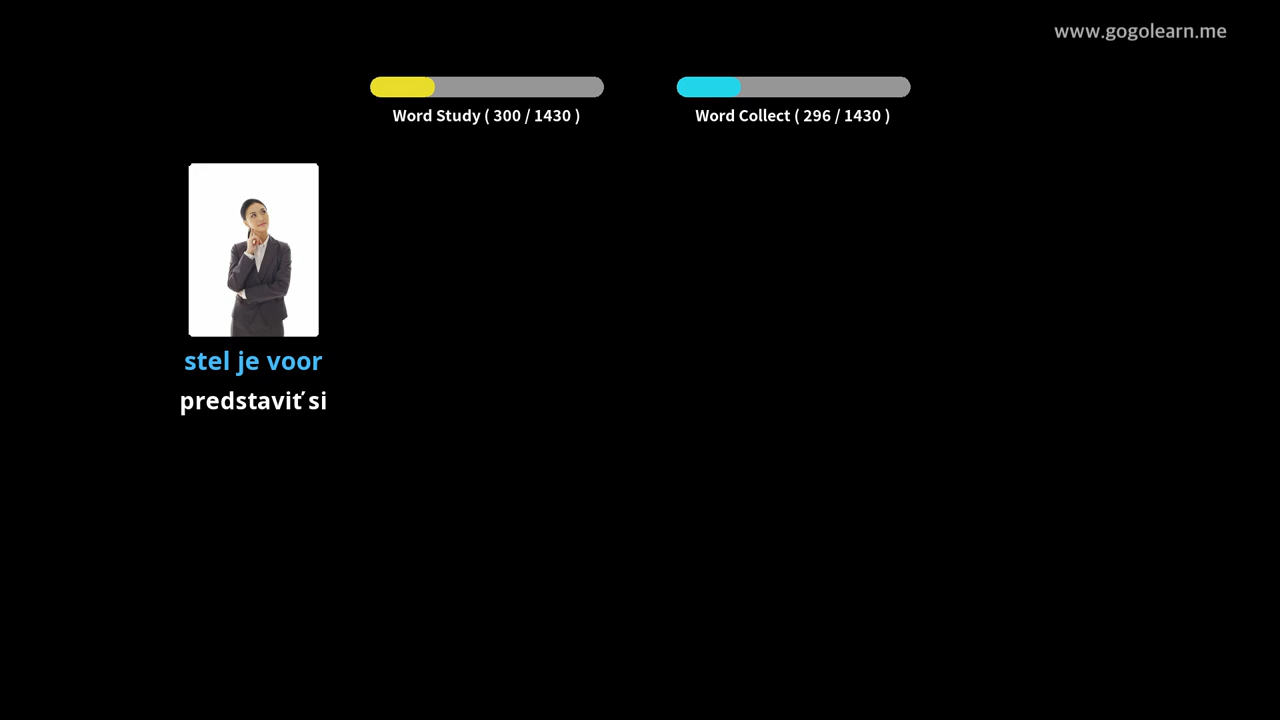 www.gogolearn.me
Word Study ( 300 / 1430 )
Word Collect ( 296 / 1430 )
stel je voor
predstaviť si